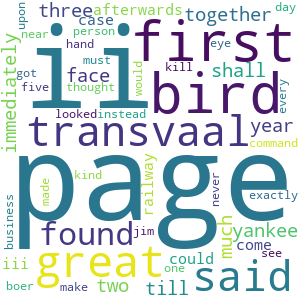 upon
three
afterwards
day
near
case
person
together
ii
first
got
hand
must
face
kill
eye
shall
five
thought
would
every
immediately
looked
instead
bird
transvaal
year
page
found
railway
command
made
kind
never
exactly
great
much
yankee
business
jim
could
come
see
iii
two
one
till
said
boer
make